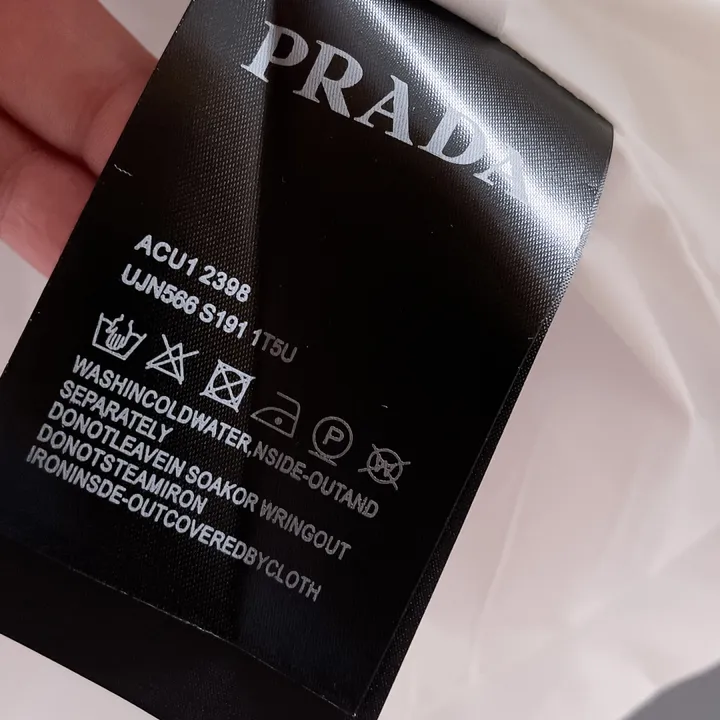 PRADA
ACU1 2398
UJN566 S191 1T5U
WASHINCOLDWATER,NSIDE-OUTAND
SEPARATELY
DONOTLEAVEIN SOAKOR WRINGOUT
DONOTSTEAMIRON
IRONINSDE-OUTCOVEREDBYCLOTH